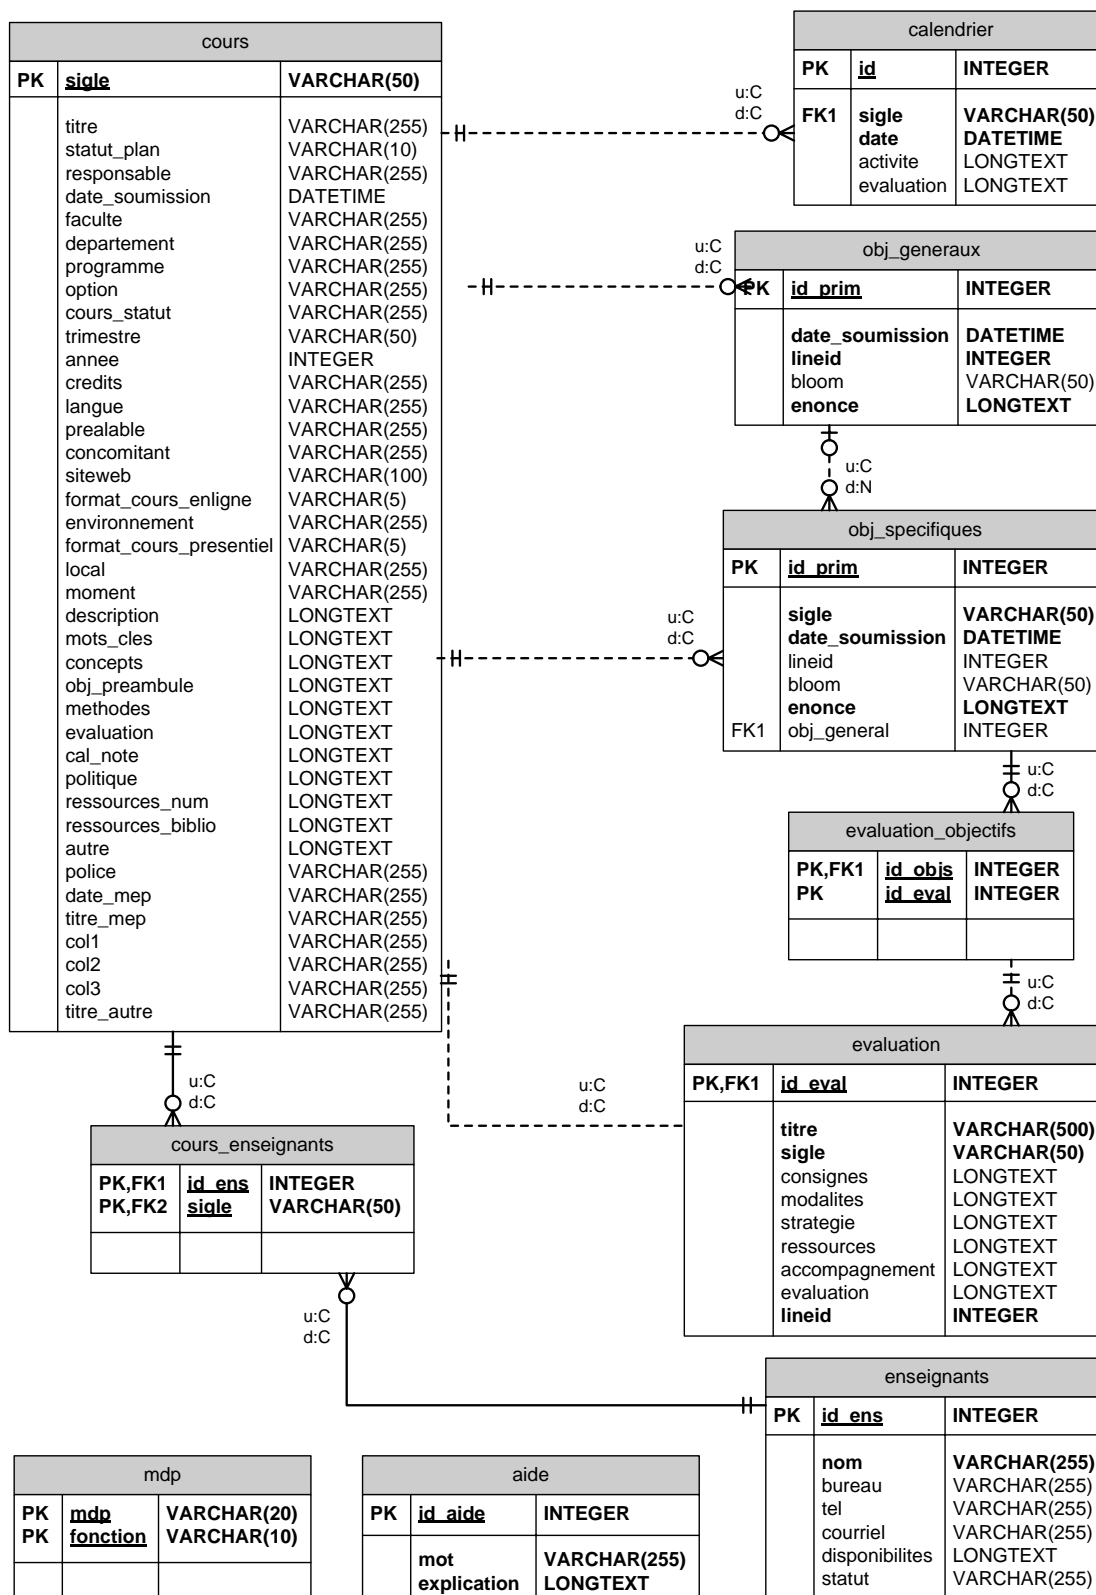 cours
PK sigle VARCHAR(50)
titre VARCHAR(255)
statut_plan VARCHAR(10)
responsable VARCHAR(255)
date_soumission DATETIME
faculte VARCHAR(255)
departement VARCHAR(255)
programme VARCHAR(255)
option VARCHAR(255)
cours_statut VARCHAR(255)
trimestre VARCHAR(50)
annee INTEGER
credits VARCHAR(255)
langue VARCHAR(255)
prealable VARCHAR(255)
concomitant VARCHAR(255)
siteweb VARCHAR(100)
format_cours_enligne VARCHAR(5)
environnement VARCHAR(255)
format_cours_presentiel VARCHAR(5)
local VARCHAR(255)
moment VARCHAR(255)
description LONGTEXT
mots_cles LONGTEXT
concepts LONGTEXT
obj_preambule LONGTEXT
methodes LONGTEXT
evaluation LONGTEXT
cal_note LONGTEXT
politique LONGTEXT
ressources_num LONGTEXT
ressources_biblio LONGTEXT
autre LONGTEXT
police VARCHAR(255)
date_mep VARCHAR(255)
titre_mep VARCHAR(255)
col1 VARCHAR(255)
col2 VARCHAR(255)
col3 VARCHAR(255)
titre_autre VARCHAR(255)
u:C
d:C
calendrier
PK id INTEGER
FK1 sigle VARCHAR(50)
date DATETIME
activite LONGTEXT
evaluation LONGTEXT
u:C
d:C
obj_generaux
PK id_prim INTEGER
date_soumission DATETIME
lineid INTEGER
bloom VARCHAR(50)
enonce LONGTEXT
u:C
d:N
obj_specifiques
PK id_prim INTEGER
sigle VARCHAR(50)
date_soumission DATETIME
lineid INTEGER
bloom VARCHAR(50)
enonce LONGTEXT
FK1 obj_general INTEGER
u:C
d:C
u:C
d:C
evaluation_objectifs
PK,FK1 id_objs INTEGER
PK id_eval INTEGER
u:C
d:C
evaluation
PK,FK1 id_eval INTEGER
titre VARCHAR(500)
sigle VARCHAR(50)
consignes LONGTEXT
modalites LONGTEXT
strategie LONGTEXT
ressources LONGTEXT
accompagnement LONGTEXT
evaluation LONGTEXT
lineid INTEGER
u:C
d:C
u:C
d:C
cours_enseignants
PK,FK1 id_ens INTEGER
PK,FK2 sigle VARCHAR(50)
u:C
d:C
enseignants
PK id_ens INTEGER
nom VARCHAR(255)
bureau VARCHAR(255)
tel VARCHAR(255)
courriel VARCHAR(255)
disponibilites LONGTEXT
statut VARCHAR(255)
mdp
PK mdp VARCHAR(20)
PK fonction VARCHAR(10)
aide
PK id_aide INTEGER
mot VARCHAR(255)
explication LONGTEXT